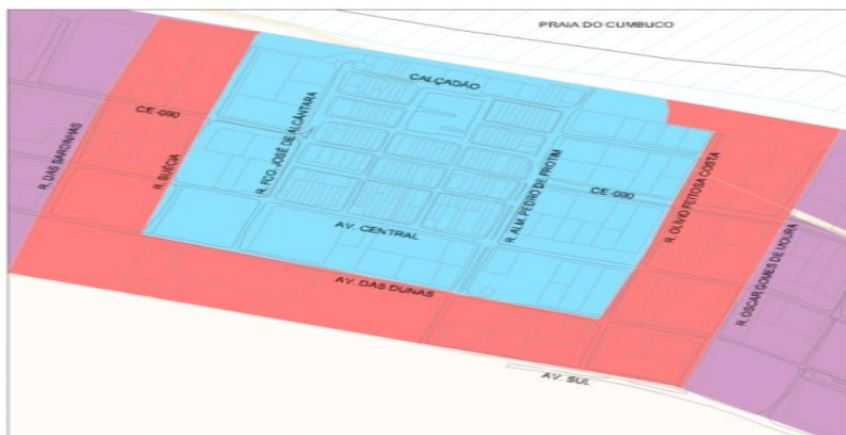 PRAIA DO CUMBUCO
CALÇADÃO
CE-090
R. DAS SARDINHAS
R. SUÉCIA
R. FCO. JOSÉ DE ALCÂNTARA
R. ALM. PEDRO DE FROTIM
CE-090
R. OLIVIO FEITOSA COSTA
R. OSCAR GOMES DE MOURA
AV. CENTRAL
AV. DAS DUNAS
AV. SUL